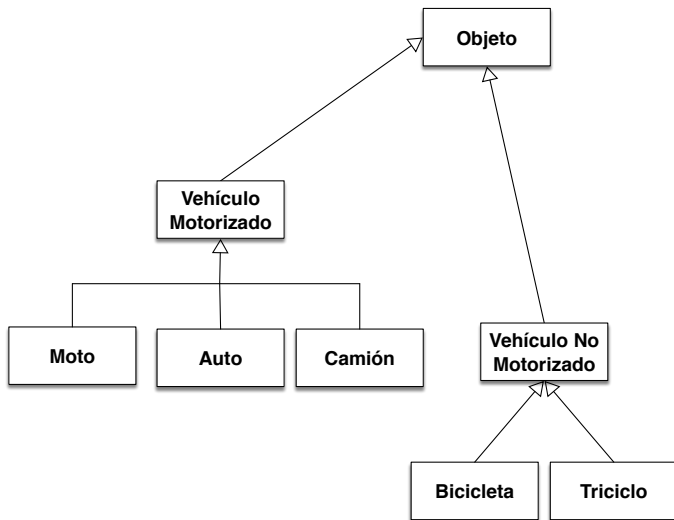 Objeto
Vehículo
Motorizado
Moto
Auto
Camión
Vehículo No
Motorizado
Bicicleta
Triciclo